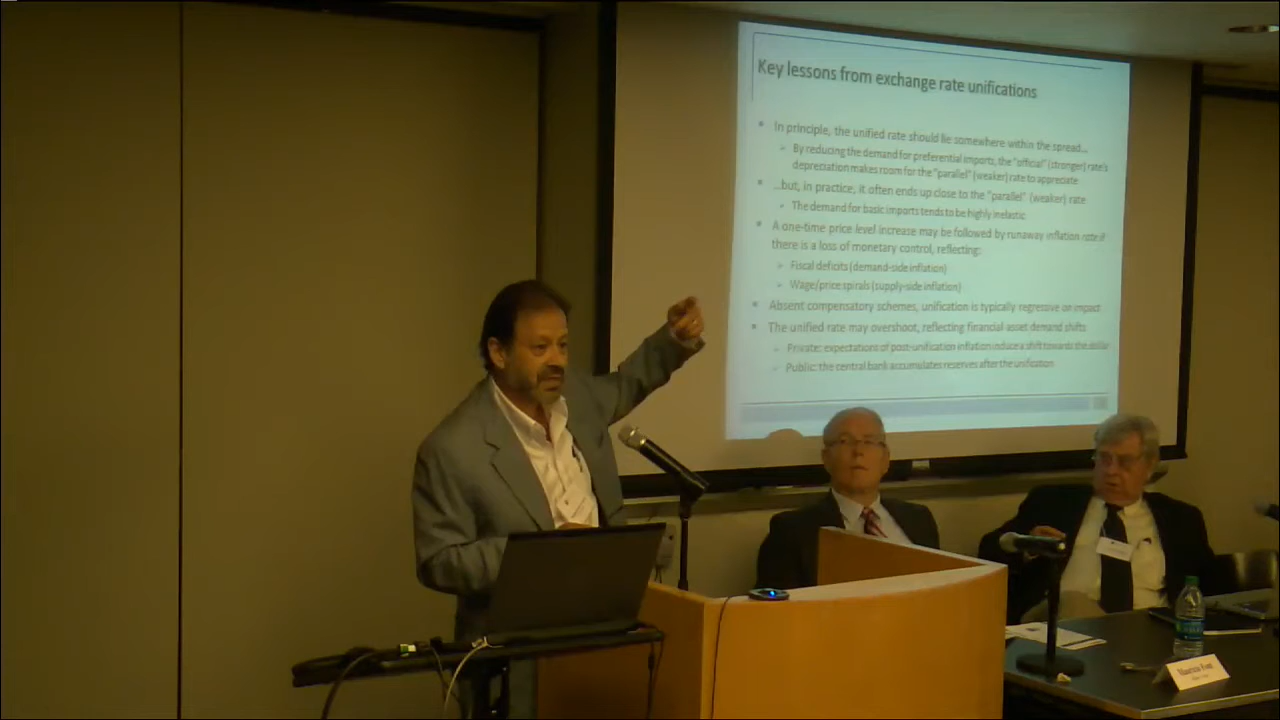 Key lessons from exchange rate unifications
In principle, the unified rate should lie somewhere within the spread...
By reducing the demand for preferential imports, the "official" (stronger) rate's
depreciation makes room for the "parallel" (weaker) rate to appreciate
...but, in practice, it often ends up close to the "parallel" (weaker) rate
The demand for basic imports tends to be highly inelastic
A one-time price level increase may be followed by runaway inflation rate if
there is a loss of monetary control, reflecting:
Fiscal deficits (demand-side inflation)
Wage/price spirals (supply-side inflation)
Absent compensatory schemes, unification is typically regressive on impact
The unified rate may overshoot, reflecting financial asset demand shifts
Private: expectations of post-unification inflation induce a shift towards the dollar
Public: the central bank accumulates reserves after the unification
Mauricio Font